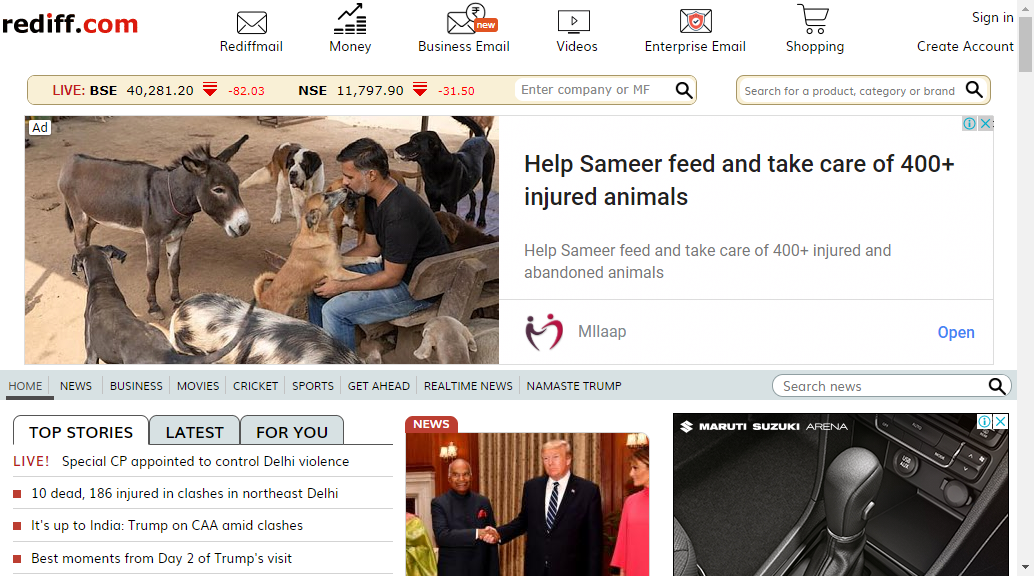 rediff.com
Rediffmail
Money
new
Business Email
Videos
Enterprise Email
Shopping
Sign in
Create Account
LIVE: BSE 40,281.20 -82.03 NSE 11,797.90 -31.50
Enter company or MF
Search for a product, category or brand
Ad
Help Sameer feed and take care of 400+
injured animals
Help Sameer feed and take care of 400+ injured and
abandoned animals
MIlaap
Open
HOME NEWS BUSINESS MOVIES CRICKET SPORTS GET AHEAD REALTIME NEWS NAMASTE TRUMP
Search news
TOP STORIES LATEST FOR YOU
LIVE! Special CP appointed to control Delhi violence
10 dead, 186 injured in clashes in northeast Delhi
It's up to India: Trump on CAA amid clashes
Best moments from Day 2 of Trump's visit
NEWS
MARUTI SUZUKI ARENA